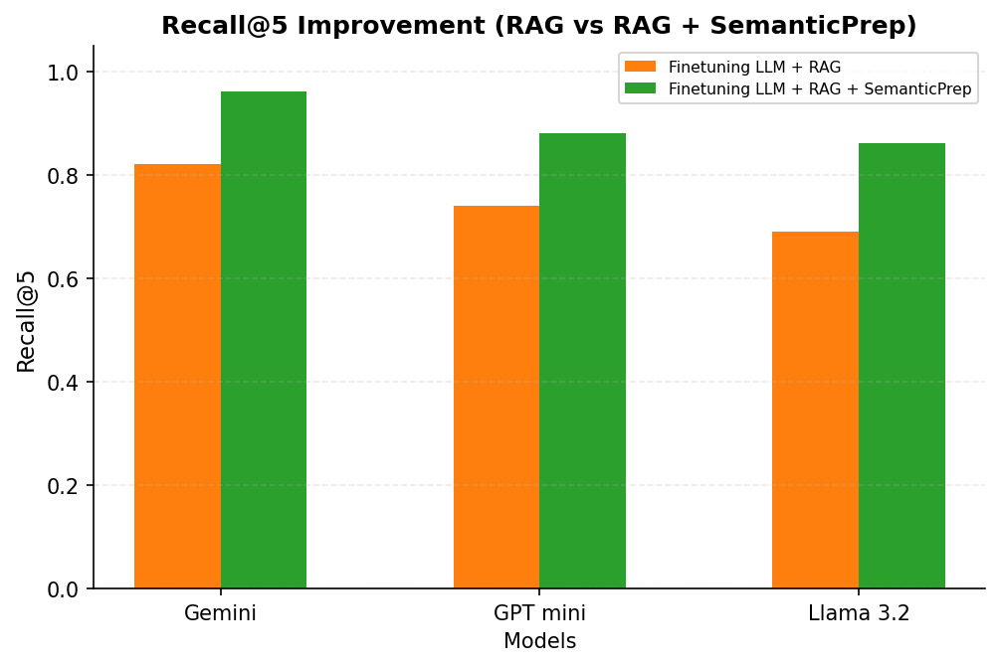 Recall@5 Improvement (RAG vs RAG + SemanticPrep)
Finetuning LLM + RAG
Finetuning LLM + RAG + SemanticPrep
Recall@5
1.0
0.8
0.6
0.4
0.2
0.0
Gemini
GPT mini
Llama 3.2
Models